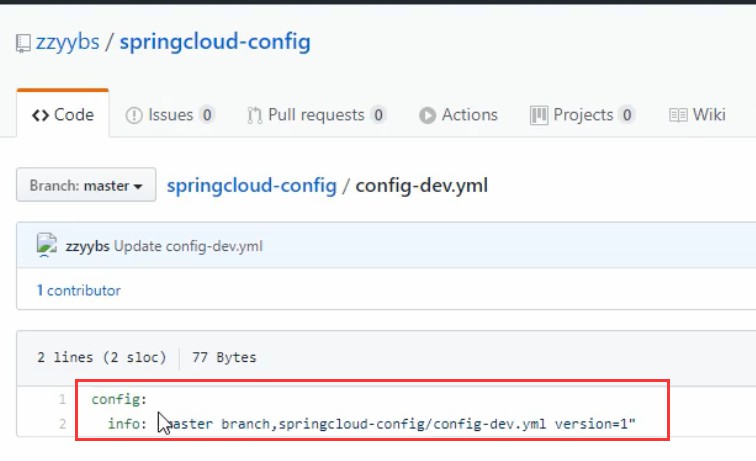 zzyybs / springcloud-config
Code Issues 0 Pull requests 0 Actions Projects 0 Wiki
Branch: master springcloud-config / config-dev.yml
zzyybs Update config-dev.yml
1 contributor
2 lines (2 sloc) 77 Bytes
1 config:
2 info: master branch,springcloud-config/config-dev.yml version=1"